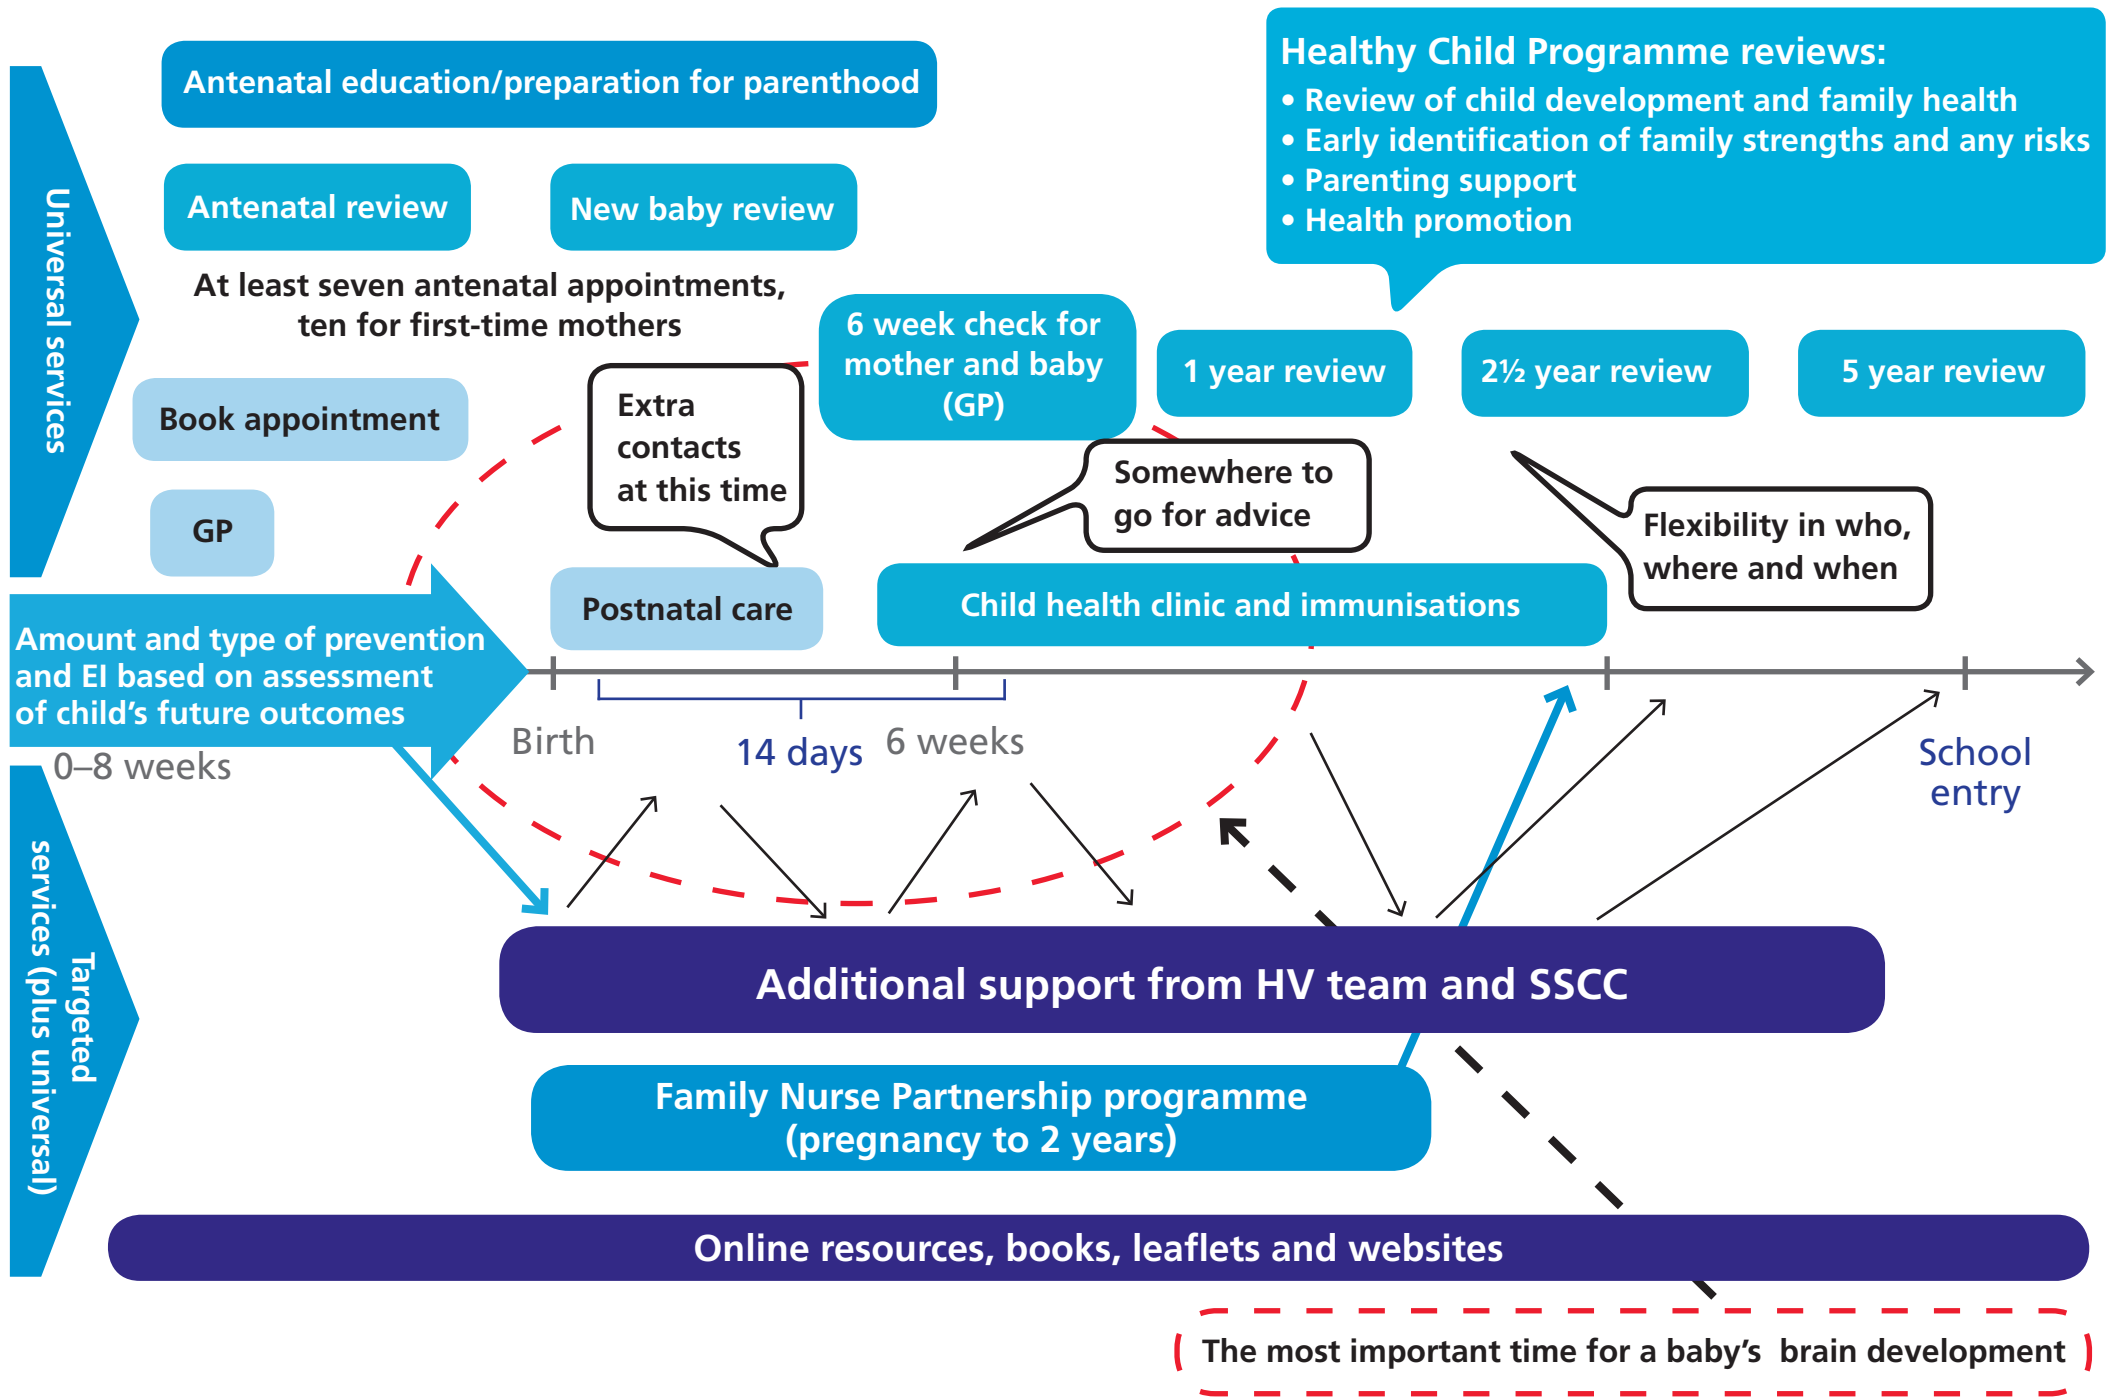 Antenatal education/preparation for parenthood
Healthy Child Programme reviews:
• Review of child development and family health
• Early identification of family strengths and any risks
• Parenting support
• Health promotion
Universal services
Antenatal review
New baby review
At least seven antenatal appointments,
ten for first-time mothers
6 week check for
mother and baby
(GP)
1 year review
2½ year review
5 year review
Book appointment
Extra
contacts
at this time
Somewhere to
go for advice
Flexibility in who,
where and when
GP
Postnatal care
Child health clinic and immunisations
Amount and type of prevention
and EI based on assessment
of child’s future outcomes
0–8 weeks
Birth
14 days
6 weeks
School
entry
Targeted
services (plus universal)
Additional support from HV team and SSCC
Family Nurse Partnership programme
(pregnancy to 2 years)
Online resources, books, leaflets and websites
The most important time for a baby’s brain development